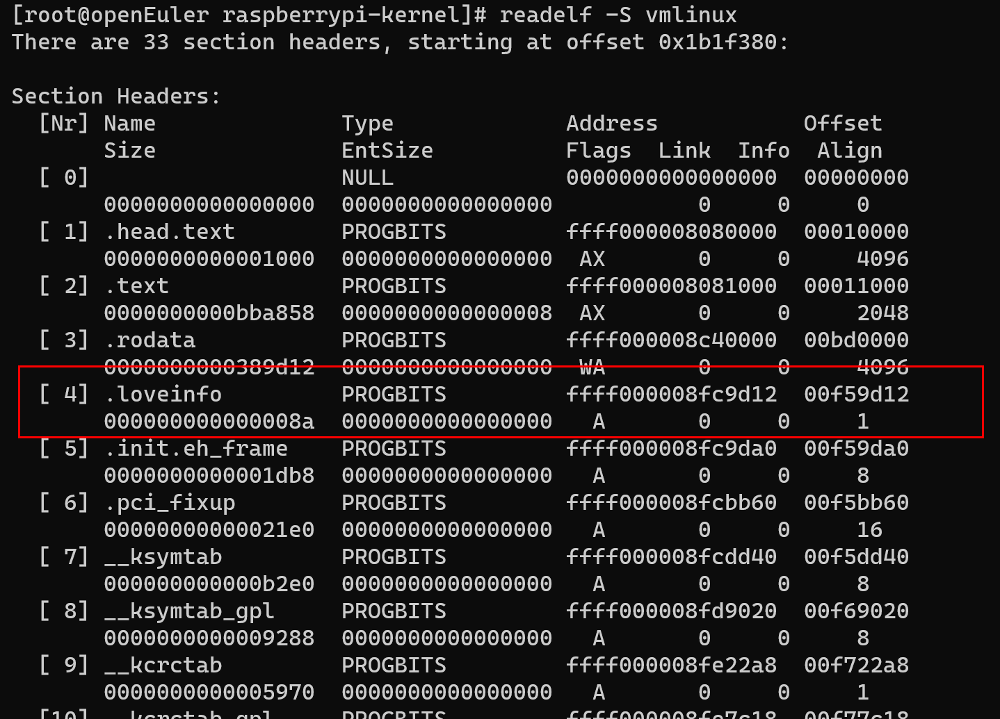 [root@openEuler raspberrypi-kernel]# readelf -S vmlinux
There are 33 section headers, starting at offset 0x1b1f380:

Section Headers:
  [Nr] Name              Type             Address           Offset
       Size              EntSize          Flags  Link  Info  Align
  [ 0]                   NULL             0000000000000000  00000000
       0000000000000000  0000000000000000           0     0     0
  [ 1] .head.text        PROGBITS         ffff000008080000  00010000
       0000000000001000  0000000000000000  AX       0     0     4096
  [ 2] .text             PROGBITS         ffff000008081000  00011000
       0000000000bba858  0000000000000008  AX       0     0     2048
  [ 3] .rodata           PROGBITS         ffff000008c40000  00bd0000
       0000000000389d12  0000000000000000  WA       0     0     4096
  [ 4] .loveinfo         PROGBITS         ffff000008fc9d12  00f59d12
       000000000000008a  0000000000000000   A       0     0     1
  [ 5] .init.eh_frame    PROGBITS         ffff000008fc9da0  00f59da0
       0000000000001db8  0000000000000000   A       0     0     8
  [ 6] .pci_fixup        PROGBITS         ffff000008fcbb60  00f5bb60
       00000000000021e0  0000000000000000   A       0     0     16
  [ 7] __ksymtab         PROGBITS         ffff000008fcdd40  00f5dd40
       000000000000b2e0  0000000000000000   A       0     0     8
  [ 8] __ksymtab_gpl     PROGBITS         ffff000008fd9020  00f69020
       0000000000009288  0000000000000000   A       0     0     8
  [ 9] __kcrctab         PROGBITS         ffff000008fe22a8  00f722a8
       0000000000005970  0000000000000000   A       0     0     1
  [10] __kcrctab_gpl     PROGBITS         ffff000008fe7c18  00f77c18